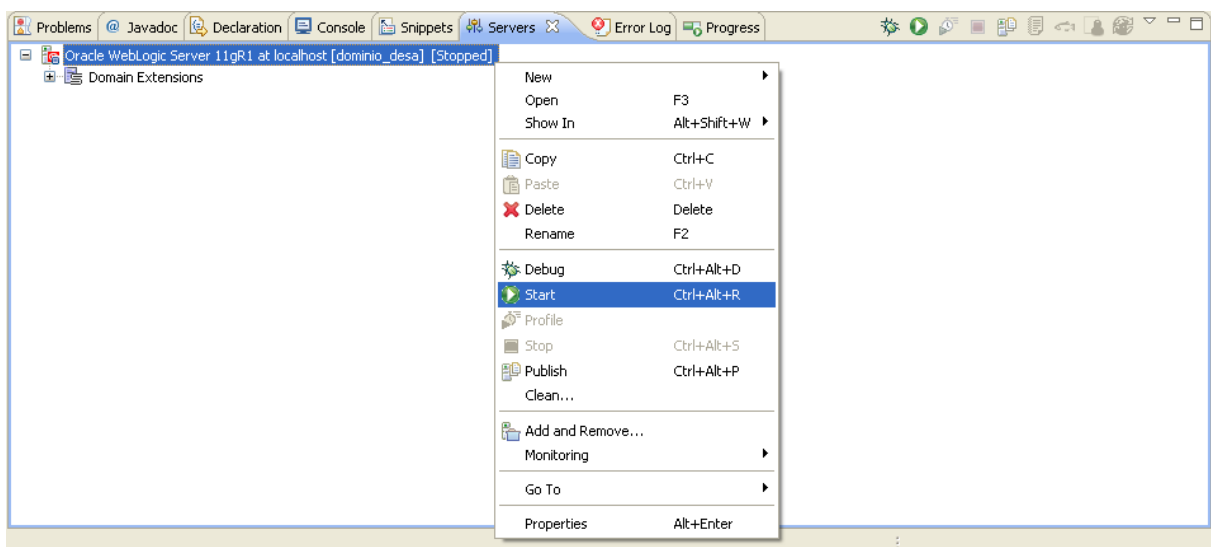 Problems @ Javadoc Declaration Console Snippets Servers Error Log Progress
Oracle WebLogic Server 11gR1 at localhost [dominio_desa] [Stopped]
Domain Extensions
New
Open F3
Show In Alt+Shift+W
Copy Ctrl+C
Paste Ctrl+V
Delete Delete
Rename F2
Debug Ctrl+Alt+D
Start Ctrl+Alt+R
Profile
Stop Ctrl+Alt+S
Publish Ctrl+Alt+P
Clean...
Add and Remove...
Monitoring
Go To
Properties Alt+Enter